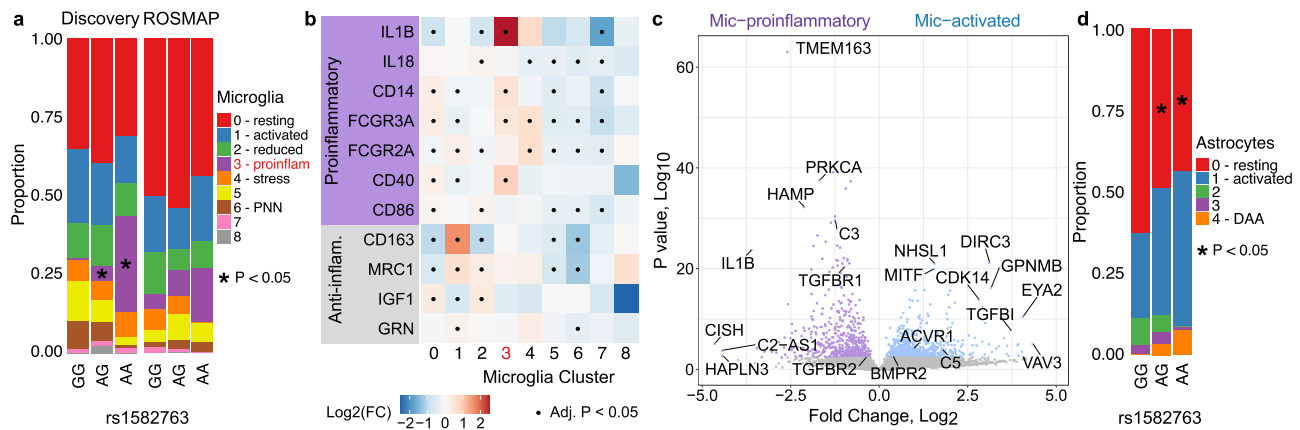 a
Discovery ROSMAP
Proportion
1.00
0.75
0.50
0.25
0.00
GG
AG
AA
GG
AG
AA
*
*
rs1582763
Microglia
0 - resting
1 - activated
2 - reduced
3 - proinflam
4 - stress
5
6 - PNN
7
8
* P < 0.05
b
Proinflammatory
IL1B
IL18
CD14
FCGR3A
FCGR2A
CD40
CD86
Anti-inflam.
CD163
MRC1
IGF1
GRN
0 1 2 3 4 5 6 7 8
Microglia Cluster
Log2(FC)
−2 −1 0 1 2
• Adj. P < 0.05
c
Mic−proinflammatory
Mic−activated
P value, Log10
60
40
20
0
TMEM163
PRKCA
HAMP
C3
IL1B
TGFBR1
NHSL1
DIRC3
MITF
CDK14
GPNMB
EYA2
TGFBI
CISH
C2−AS1
ACVR1
HAPLN3
TGFBR2
BMPR2
C5
VAV3
−5.0 −2.5 0.0 2.5 5.0
Fold Change, Log2
d
Proportion
1.00
0.75
0.50
0.25
0.00
*
*
GG
AG
AA
rs1582763
Astrocytes
0 - resting
1 - activated
2
3
4 - DAA
* P < 0.05